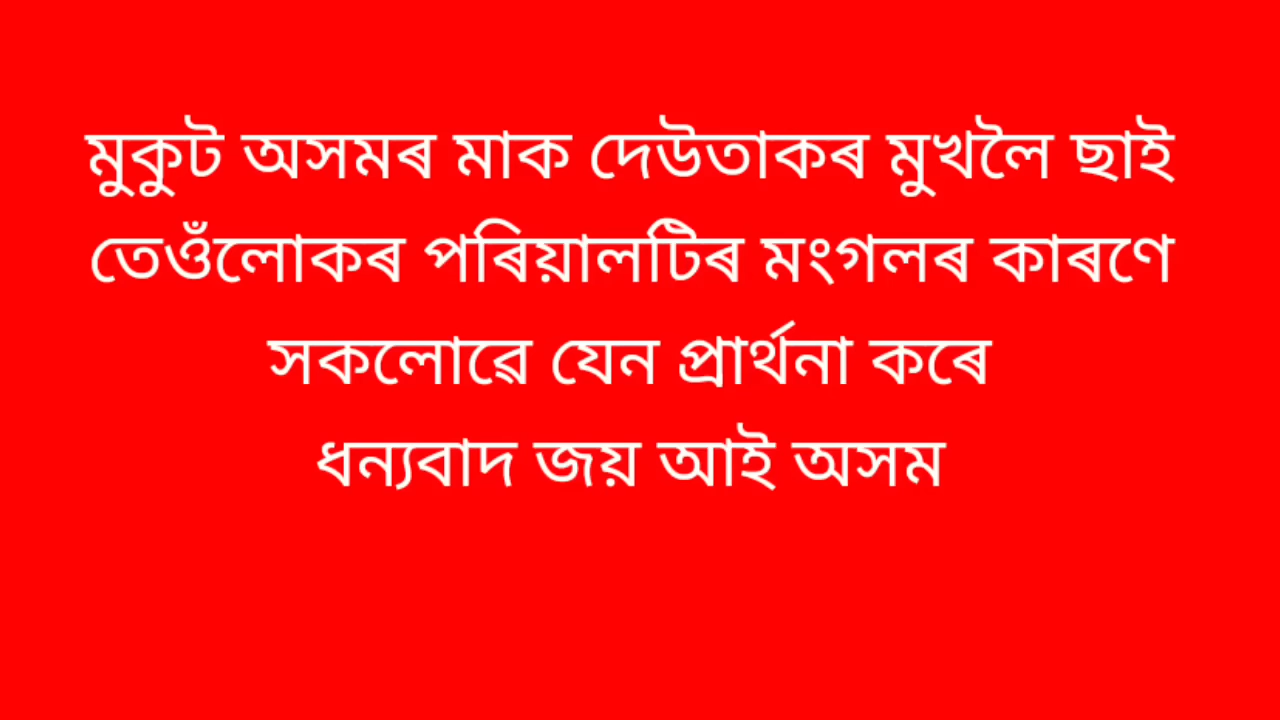 মুকুট অসমৰ মাক দেউতাকৰ মুখলৈ ছাই
তেওঁলোকৰ পৰিয়ালটিৰ মংগলৰ কাৰণে
সকলোৱে যেন প্ৰাৰ্থনা কৰে
ধন্যবাদ জয় আই অসম